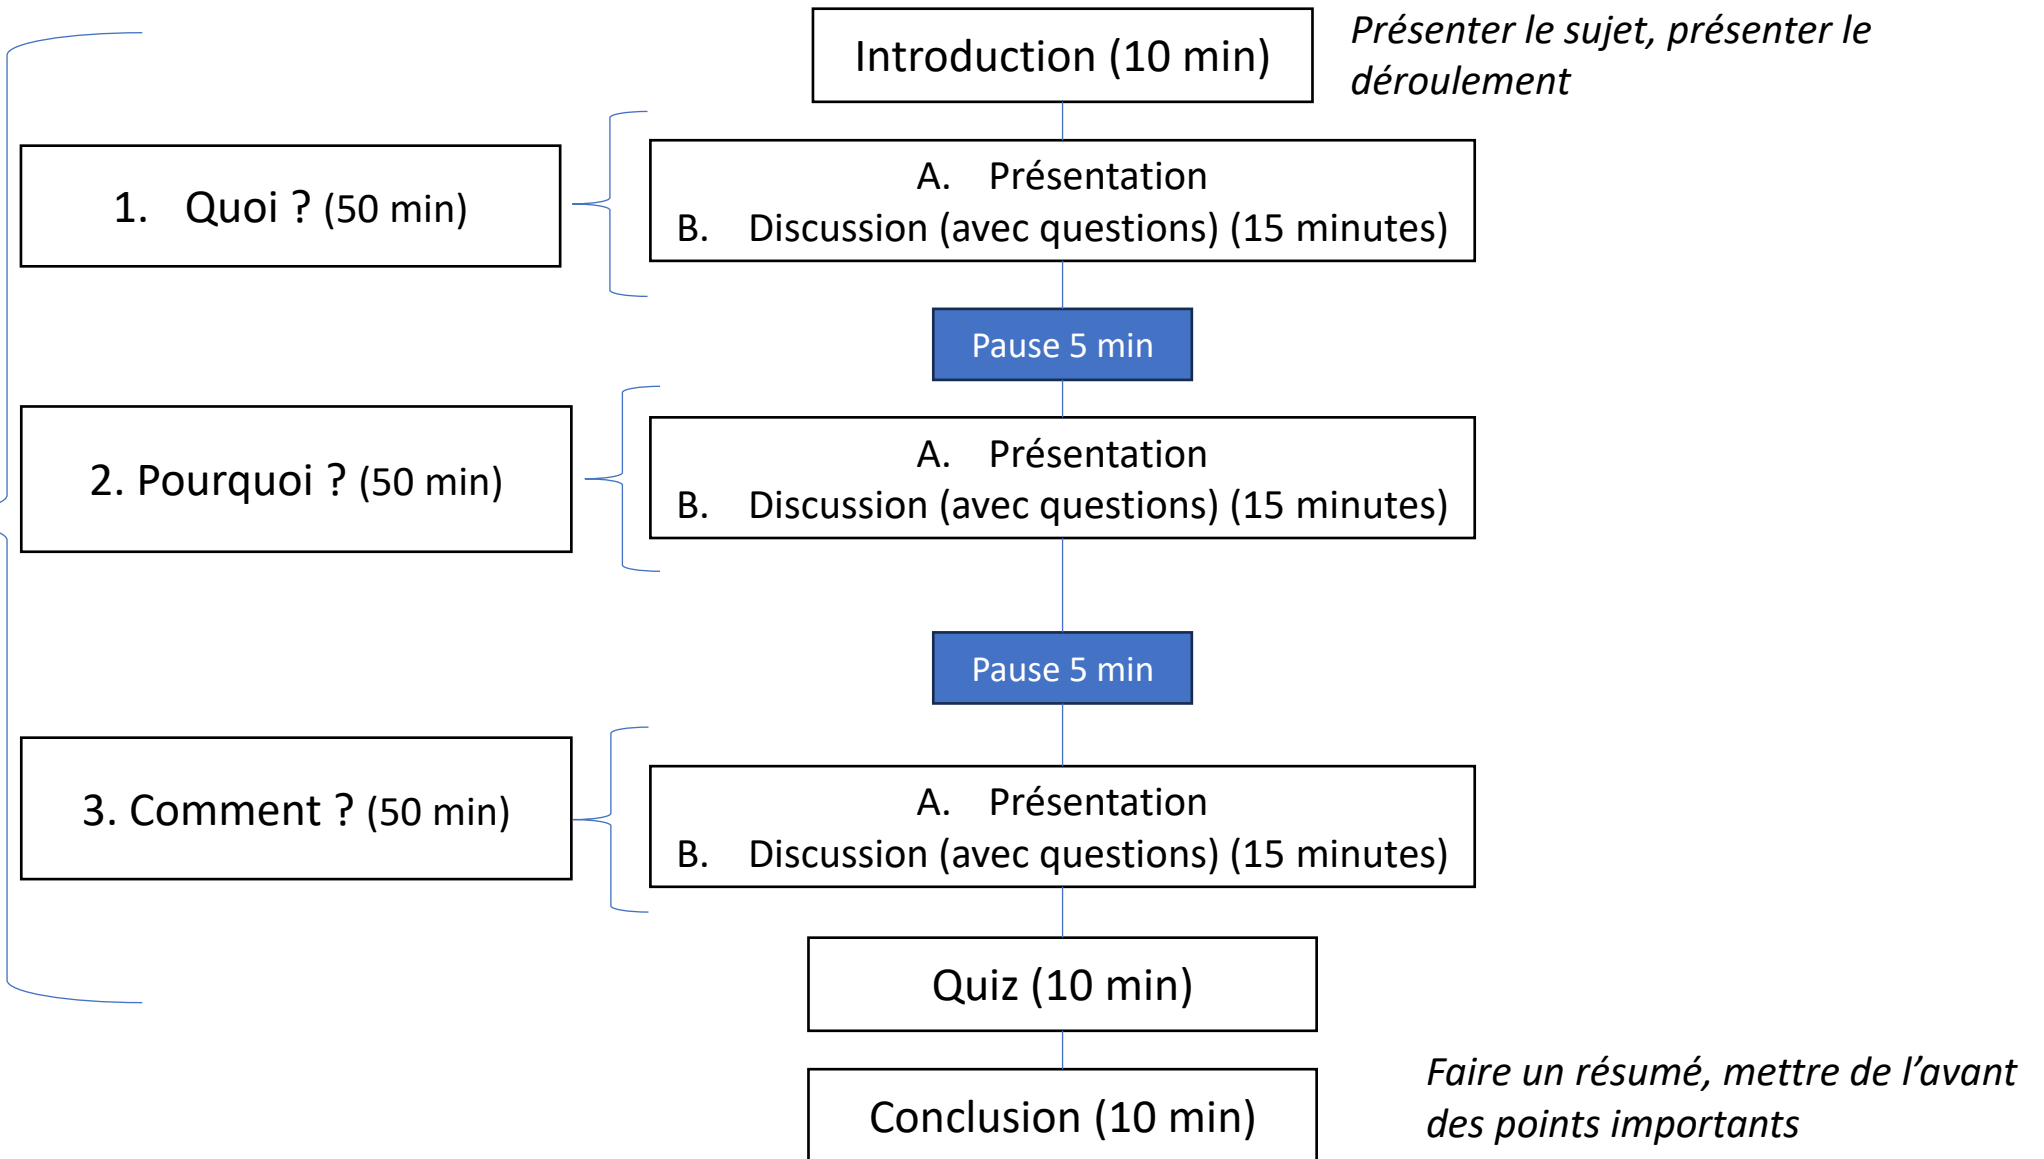 Introduction (10 min)
Présenter le sujet, présenter le
déroulement
1. Quoi ? (50 min)
A. Présentation
B. Discussion (avec questions) (15 minutes)
Pause 5 min
2. Pourquoi ? (50 min)
A. Présentation
B. Discussion (avec questions) (15 minutes)
Pause 5 min
3. Comment ? (50 min)
A. Présentation
B. Discussion (avec questions) (15 minutes)
Quiz (10 min)
Conclusion (10 min)
Faire un résumé, mettre de l’avant
des points importants